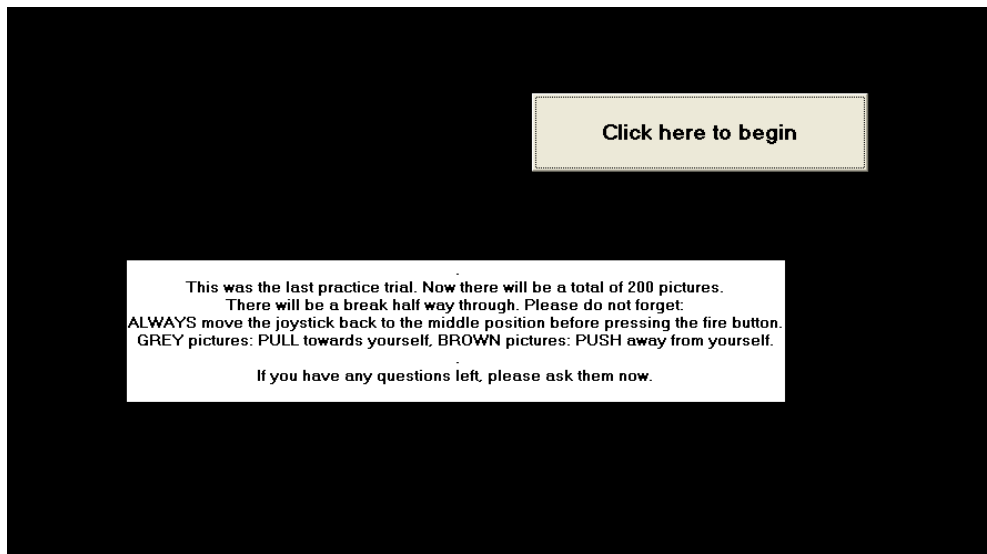 Click here to begin
.
This was the last practice trial. Now there will be a total of 200 pictures.
There will be a break half way through. Please do not forget:
ALWAYS move the joystick back to the middle position before pressing the fire button.
GREY pictures: PULL towards yourself, BROWN pictures: PUSH away from yourself.
.
If you have any questions left, please ask them now.